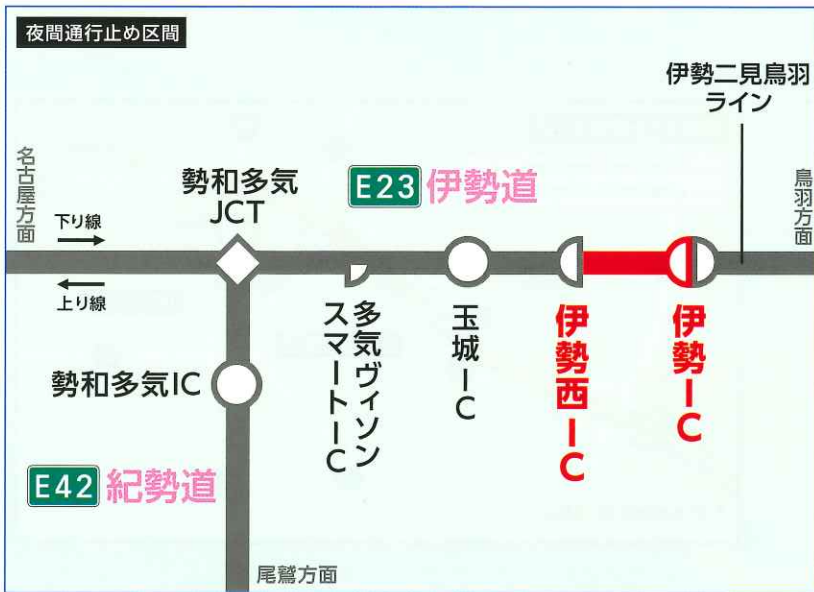 夜間通行止め区間
伊勢二見鳥羽
ライン
名古屋方面
勢和多気
JCT
E23 伊勢道
鳥羽方面
下り線
上り線
多気ヴィソン
スマートIC
玉城IC
伊勢西IC
伊勢IC
勢和多気IC
E42 紀勢道
尾鷲方面